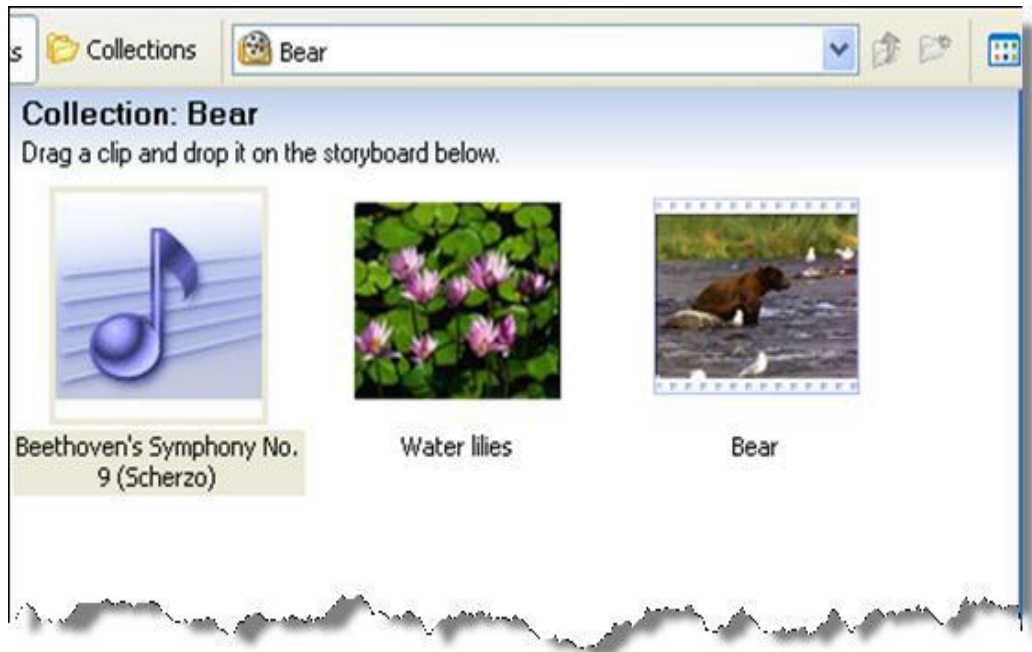 s Collections Bear
Collection: Bear
Drag a clip and drop it on the storyboard below.
Beethoven's Symphony No.
9 (Scherzo)
Water lilies
Bear